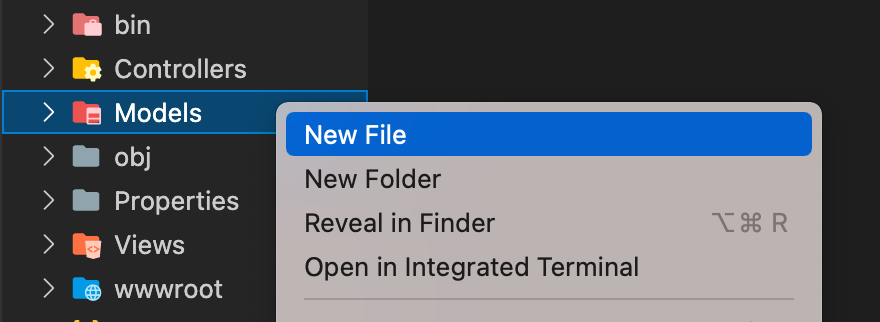 bin
Controllers
Models
New File
obj
New Folder
Properties
Reveal in Finder ⌥⌘ R
Views
Open in Integrated Terminal
wwwroot